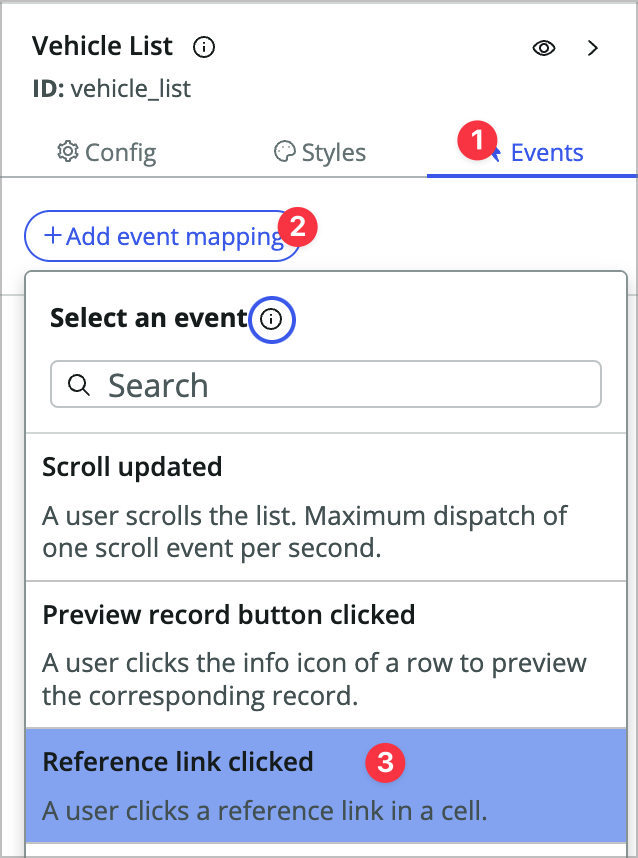 Vehicle List
ID: vehicle_list
Config Styles 1 Events
+ Add event mapping 2
Select an event
Search
Scroll updated
A user scrolls the list. Maximum dispatch of
one scroll event per second.
Preview record button clicked
A user clicks the info icon of a row to preview
the corresponding record.
Reference link clicked 3
A user clicks a reference link in a cell.